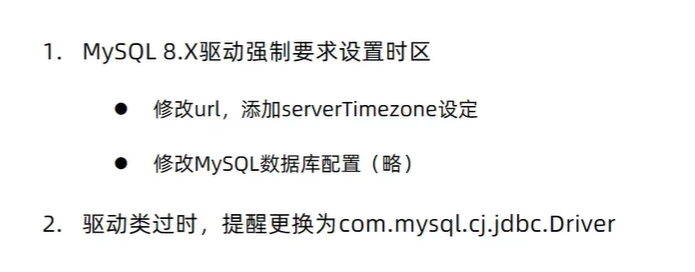 1. MySQL 8.X驱动强制要求设置时区
● 修改url，添加serverTimezone设定
● 修改MySQL数据库配置（略）
2. 驱动类过时，提醒更换为com.mysql.cj.jdbc.Driver